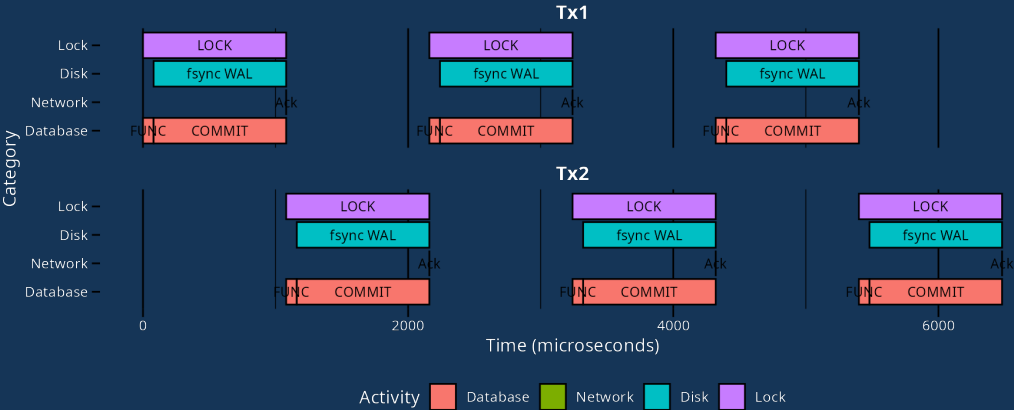 Tx1
Lock LOCK LOCK LOCK
Disk fsync WAL fsync WAL fsync WAL
Network Ack Ack Ack
Database FUNC COMMIT FUNC COMMIT FUNC COMMIT
Category
Tx2
Lock LOCK LOCK LOCK
Disk fsync WAL fsync WAL fsync WAL
Network Ack Ack Ack
Database FUNC COMMIT FUNC COMMIT FUNC COMMIT
0 2000 4000 6000
Time (microseconds)
Activity Database Network Disk Lock